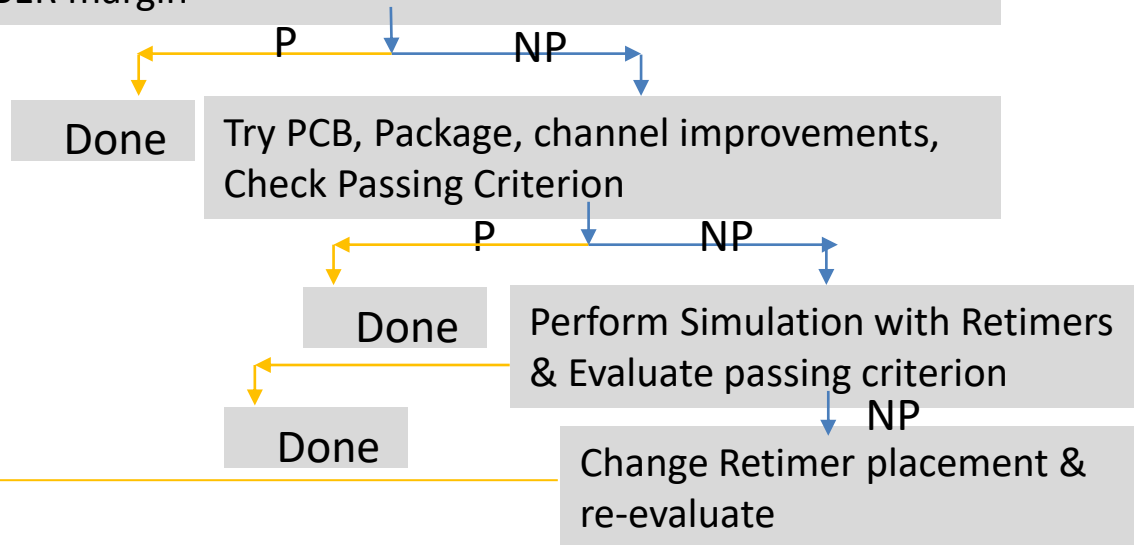 P
NP
Done
Try PCB, Package, channel improvements,
Check Passing Criterion
P
NP
Done
Perform Simulation with Retimers
& Evaluate passing criterion
NP
Done
Change Retimer placement &
re-evaluate